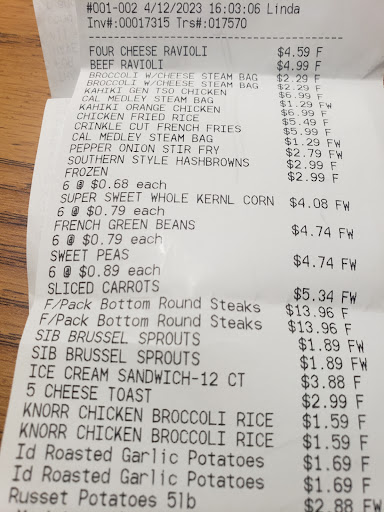 #001-002 4/12/2023 16:03:06 Linda
Inv#:00017315 Trs#:017570
FOUR CHEESE RAVIOLI $4.59 F
BEEF RAVIOLI $4.99 F
BROCCOLI W/CHEESE STEAM BAG $2.29 F
BROCCOLI W/CHEESE STEAM BAG $2.29 F
KAHIKI GEN TSO CHICKEN $6.99 F
CAL MEDLEY STEAM BAG $1.29 FW
KAHIKI ORANGE CHICKEN $6.99 F
CHICKEN FRIED RICE $5.49 F
CRINKLE CUT FRENCH FRIES $5.99 F
CAL MEDLEY STEAM BAG $1.29 FW
PEPPER ONION STIR FRY $2.79 FW
SOUTHERN STYLE HASHBROWNS $2.99 F
FROZEN $2.99 F
6 @ $0.68 each
SUPER SWEET WHOLE KERNL CORN $4.08 FW
6 @ $0.79 each
FRENCH GREEN BEANS $4.74 FW
6 @ $0.79 each
SWEET PEAS $4.74 FW
6 @ $0.89 each
SLICED CARROTS $5.34 FW
F/Pack Bottom Round Steaks $13.96 F
F/Pack Bottom Round Steaks $13.96 F
SIB BRUSSEL SPROUTS $1.89 FW
SIB BRUSSEL SPROUTS $1.89 FW
ICE CREAM SANDWICH-12 CT $3.88 F
5 CHEESE TOAST $2.99 F
KNORR CHICKEN BROCCOLI RICE $1.59 F
KNORR CHICKEN BROCCOLI RICE $1.59 F
Id Roasted Garlic Potatoes $1.69 F
Id Roasted Garlic Potatoes $1.69 F
Russet Potatoes 5lb $2.88 FW